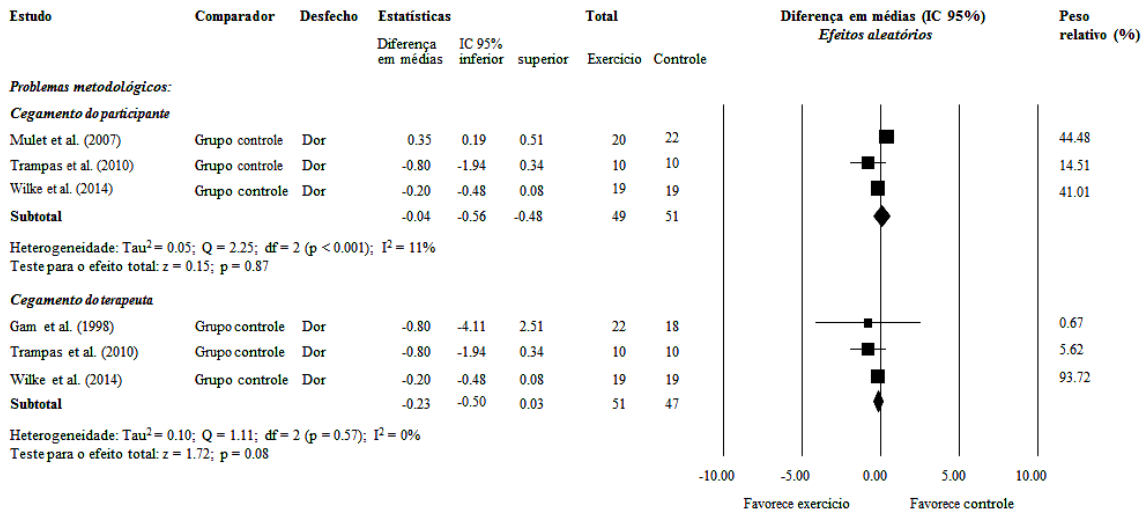 Estudo Comparador Desfecho Estatísticas Total Diferença em médias (IC 95%) Peso
Efeitos aleatórios relativo (%)
Diferença IC 95%
em médias inferior superior Exercicio Controle
Problemas metodológicos:
Cegamento do participante
Mulet et al. (2007) Grupo controle Dor 0.35 0.19 0.51 20 22 44.48
Trampas et al. (2010) Grupo controle Dor -0.80 -1.94 0.34 10 10 14.51
Wilke et al. (2014) Grupo controle Dor -0.20 -0.48 0.08 19 19 41.01
Subtotal -0.04 -0.56 -0.48 49 51
Heterogeneidade: Tau² = 0.05; Q = 2.25; df = 2 (p < 0.001); I² = 11%
Teste para o efeito total: z = 0.15; p = 0.87
Cegamento do terapeuta
Gam et al. (1998) Grupo controle Dor -0.80 -4.11 2.51 22 18 0.67
Trampas et al. (2010) Grupo controle Dor -0.80 -1.94 0.34 10 10 5.62
Wilke et al. (2014) Grupo controle Dor -0.20 -0.48 0.08 19 19 93.72
Subtotal -0.23 -0.50 0.03 51 47
Heterogeneidade: Tau² = 0.10; Q = 1.11; df = 2 (p = 0.57); I² = 0%
Teste para o efeito total: z = 1.72; p = 0.08
-10.00 -5.00 0.00 5.00 10.00
Favorece exercício Favorece controle